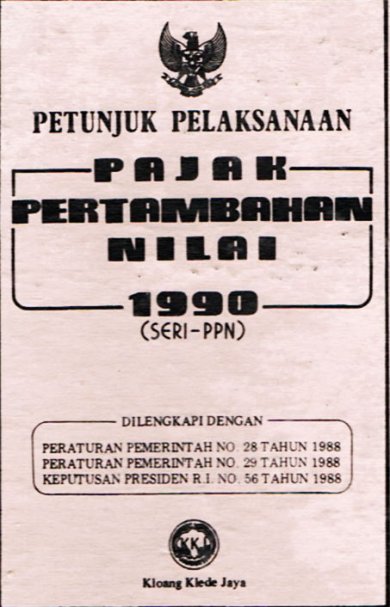 PETUNJUK PELAKSANAAN
PAJAK
PERTAMBAHAN
NILAI
1990
(SERI-PPN)
DILENGKAPI DENGAN
PERATURAN PEMERINTAH NO. 28 TAHUN 1988
PERATURAN PEMERINTAH NO. 29 TAHUN 1988
KEPUTUSAN PRESIDEN R.I. NO. 56 TAHUN 1988
KKJ
Kloang Klede Jaya